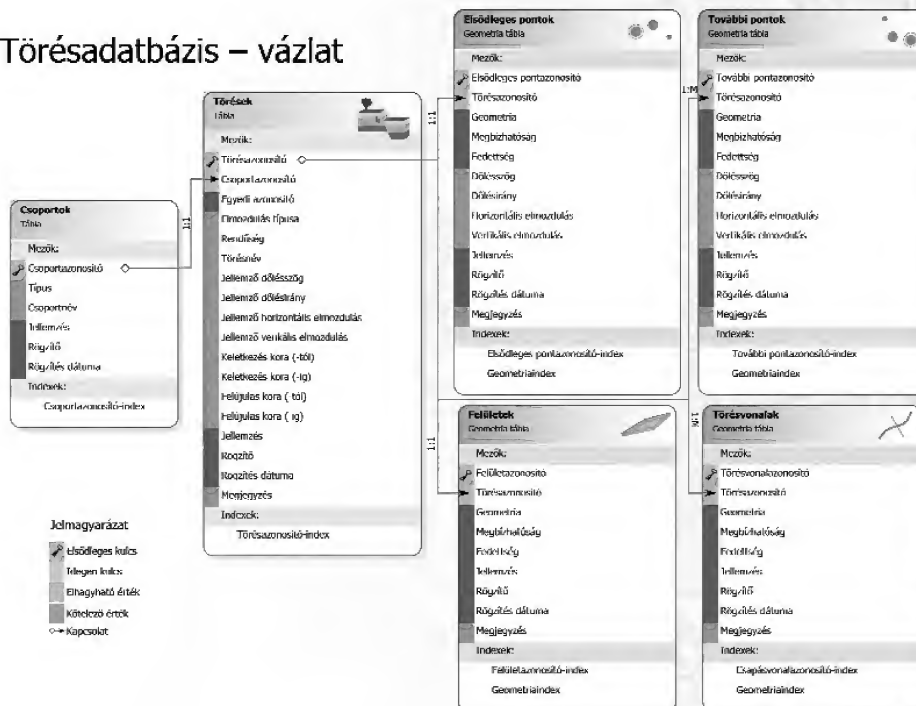 Törésadatbázis – vázlat
Csoportok
Tábla
Mezők:
Csoportazonosító
Típus
Csoportnév
Jellemzés
Rögzítő
Rögzítés dátuma
Indexek:
Csoportazonosító-index
1:1
Törések
Tábla
Mezők:
Törésazonosító
Csoportazonosító
Egyedi azonosító
Elmozdulás típusa
Rendűség
Törésnév
Jellemző dőlésszög
Jellemző dőlésirány
Jellemző horizontális elmozdulás
Jellemző vertikális elmozdulás
Keletkezés kora (-tól)
Keletkezés kora (-ig)
Felújulás kora (-tól)
Felújulás kora (-ig)
Jellemzés
Rögzítő
Rögzítés dátuma
Megjegyzés
Indexek:
Törésazonosító-index
1:1
1:1
Elsődleges pontok
Geometria tábla
Mezők:
Elsődleges pontazonosító
Törésazonosító
Geometria
Megbízhatóság
Fedettség
Dőlésszög
Dőlésirány
Horizontális elmozdulás
Vertikális elmozdulás
Jellemzés
Rögzítő
Rögzítés dátuma
Megjegyzés
Indexek:
Elsődleges pontazonosító-index
Geometriaindex
1:M
További pontok
Geometria tábla
Mezők:
További pontazonosító
Törésazonosító
Geometria
Megbízhatóság
Fedettség
Dőlésszög
Dőlésirány
Horizontális elmozdulás
Vertikális elmozdulás
Jellemzés
Rögzítő
Rögzítés dátuma
Megjegyzés
Indexek:
További pontazonosító-index
Geometriaindex
Felületek
Geometria tábla
Mezők:
Felületazonosító
Törésazonosító
Geometria
Megbízhatóság
Fedettség
Jellemzés
Rögzítő
Rögzítés dátuma
Megjegyzés
Indexek:
Felületazonosító-index
Geometriaindex
Törésvonalak
Geometria tábla
Mezők:
Törésvonalazonosító
Törésazonosító
Geometria
Megbízhatóság
Fedettség
Jellemzés
Rögzítő
Rögzítés dátuma
Megjegyzés
Indexek:
Csapásvonalazonosító-index
Geometriaindex
Jelmagyarázat
Elsődleges kulcs
Idegen kulcs
Elhagyható érték
Kötelező érték
Kapcsolat